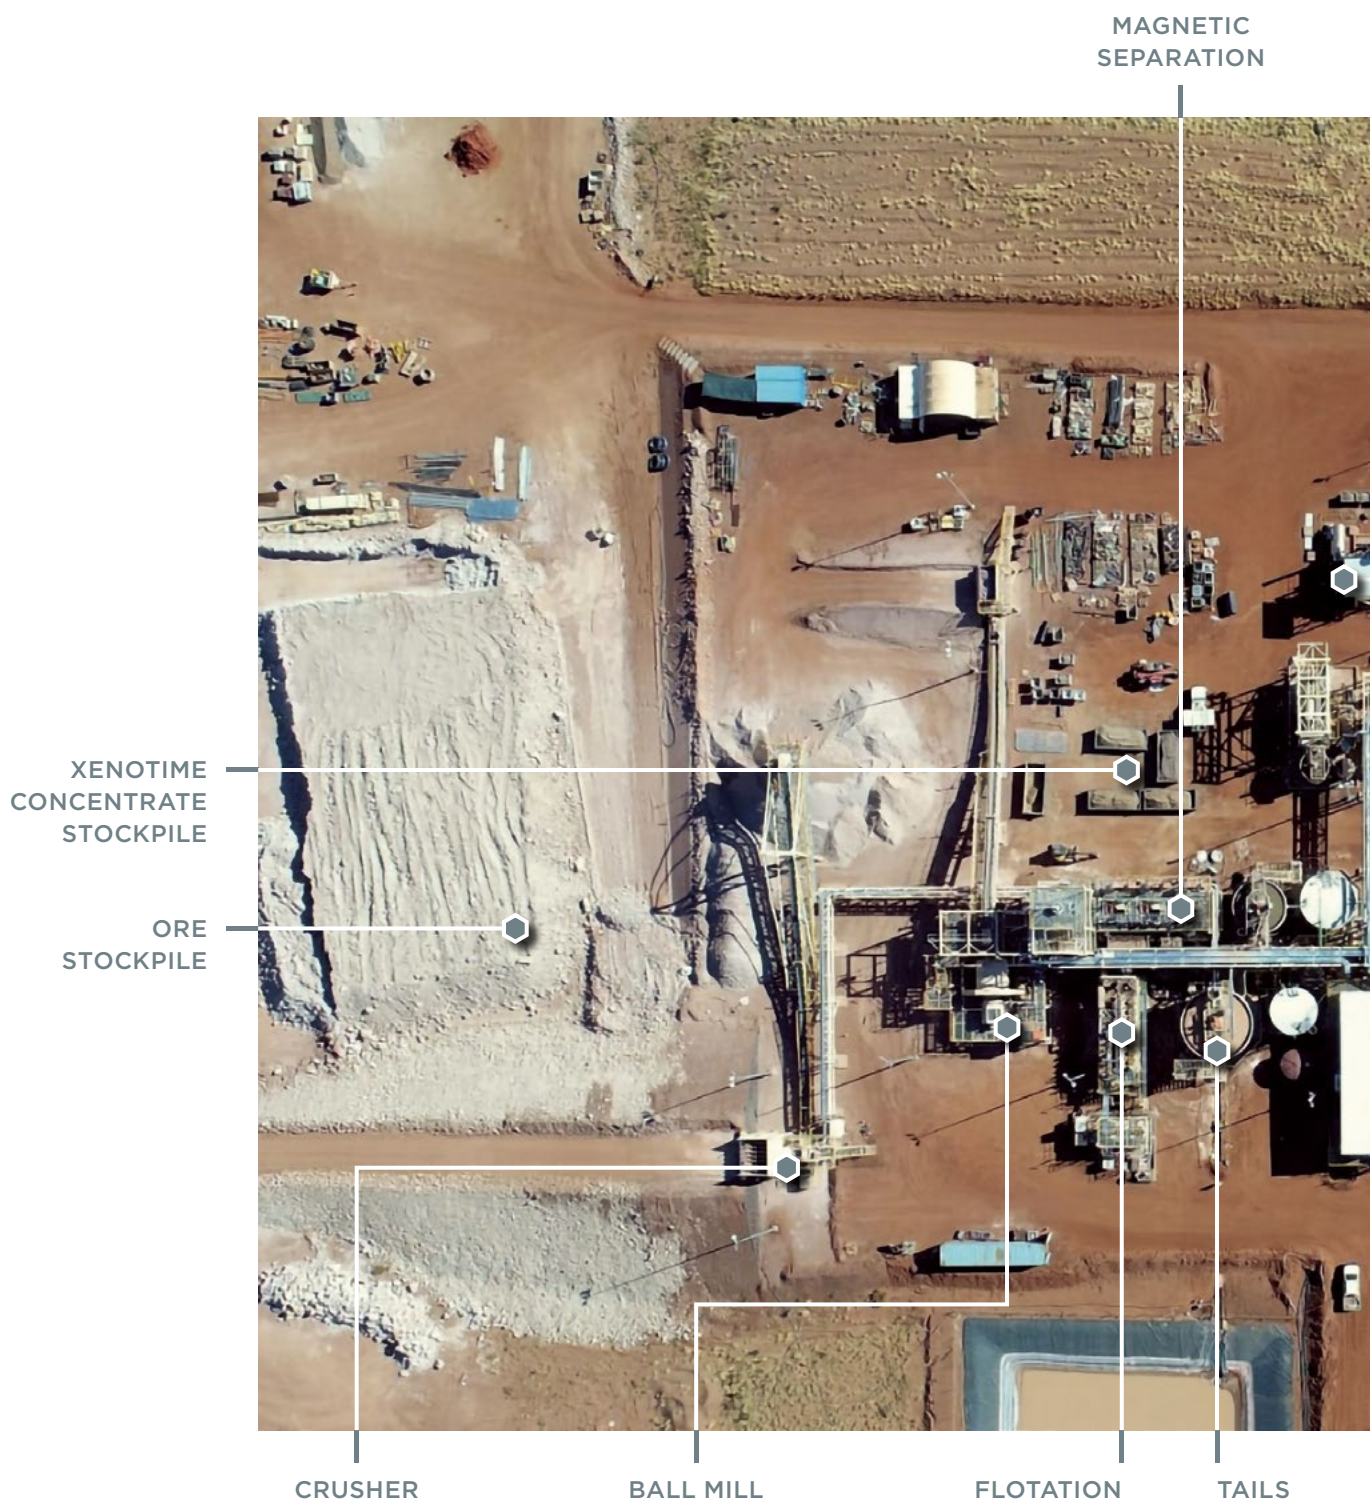 MAGNETIC
SEPARATION
XENOTIME
CONCENTRATE
STOCKPILE
ORE
STOCKPILE
CRUSHER
BALL MILL
FLOTATION
TAILS